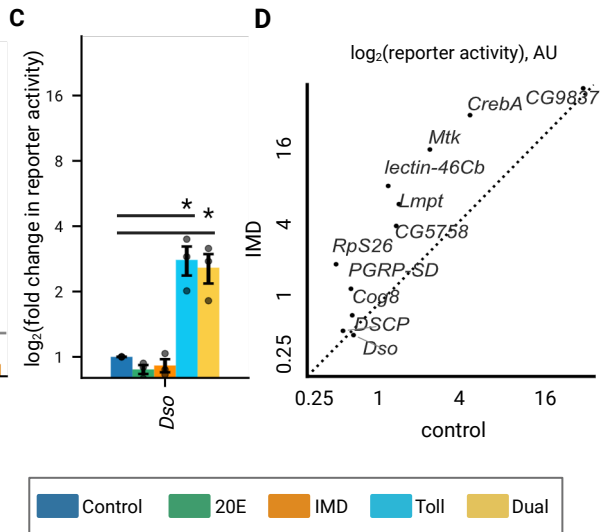 C
log₂(fold change in reporter activity)
16
8
4
2
1
*
*
Dso
D
log₂(reporter activity), AU
IMD
16
4
1
0.25
CrebA
CG9837
Mtk
lectin-46Cb
Lmpt
CG5758
RpS26
PGRP-SD
Cog8
DSCP
Dso
0.25
1
4
16
control
Control
20E
IMD
Toll
Dual